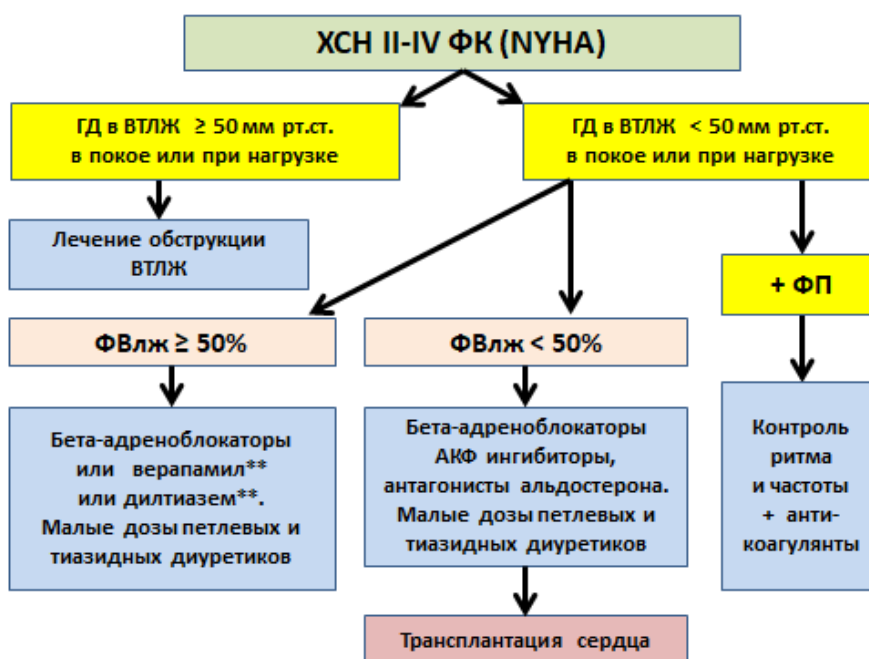 ХСН II-IV ФК (NYHA)
ГД в ВТЛЖ ≥ 50 мм рт.ст.
в покое или при нагрузке
ГД в ВТЛЖ < 50 мм рт.ст.
в покое или при нагрузке
Лечение обструкции
ВТЛЖ
+ ФП
ФВлж ≥ 50%
ФВлж < 50%
Бета-адреноблокаторы
или верапамил**
или дилтиазем**.
Малые дозы петлевых и
тиазидных диуретиков
Бета-адреноблокаторы
АКФ ингибиторы,
антагонисты альдостерона.
Малые дозы петлевых и
тиазидных диуретиков
Контроль
ритма
и частоты
+ анти-
коагулянты
Трансплантация сердца